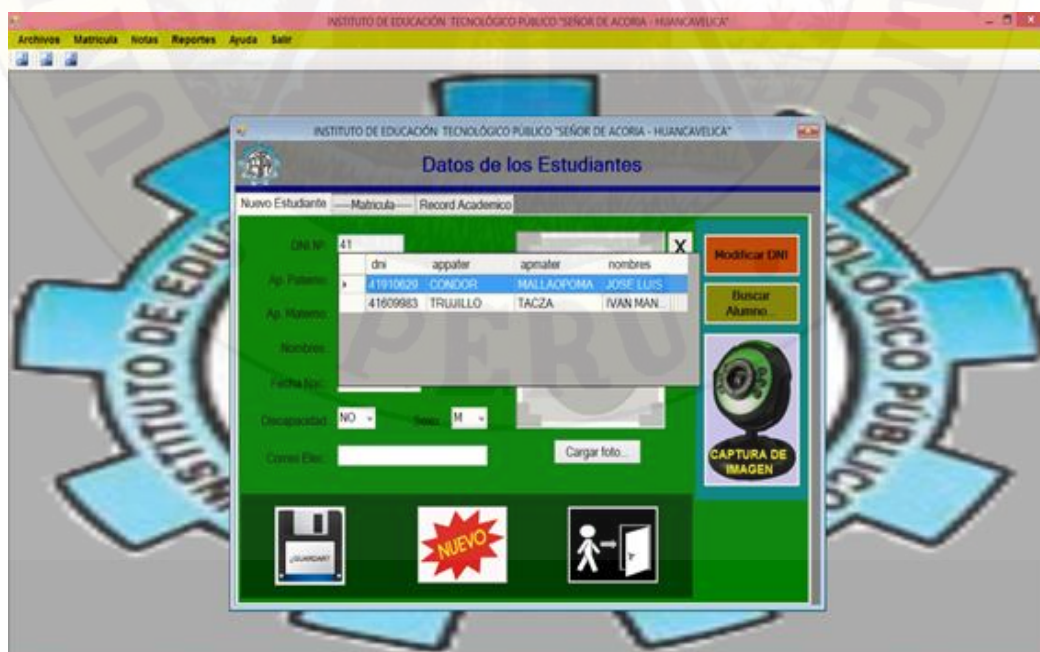 INSTITUTO DE EDUCACIÓN TECNOLÓGICO PÚBLICO "SEÑOR DE ACORIA - HUANCAVELICA"
Archivos Matricula Notas Reportes Ayuda Salir
INSTITUTO DE EDUCACIÓN TECNOLÓGICO PÚBLICO "SEÑOR DE ACORIA - HUANCAVELICA"
Datos de los Estudiantes
Nuevo Estudiante Matricula Record Academico
DNI Nº: 41 X Modificar DNI
dni appater apmater nombres
Ap. Paterno: 41910629 CONDOR MALLAOPOMA JOSE LUIS
41609983 TRUJILLO TACZA IVAN MAN...
Buscar
Alumno...
Ap. Materno:
Nombres:
Fecha Nac:
Discapacidad: NO Sexo: M
Correo Elec:
Cargar foto...
CAPTURA DE
IMAGEN
¿GUARDAR?
NUEVO
INSTITUTO DE EDU
OLÓGICO PÚBLICO
PERU